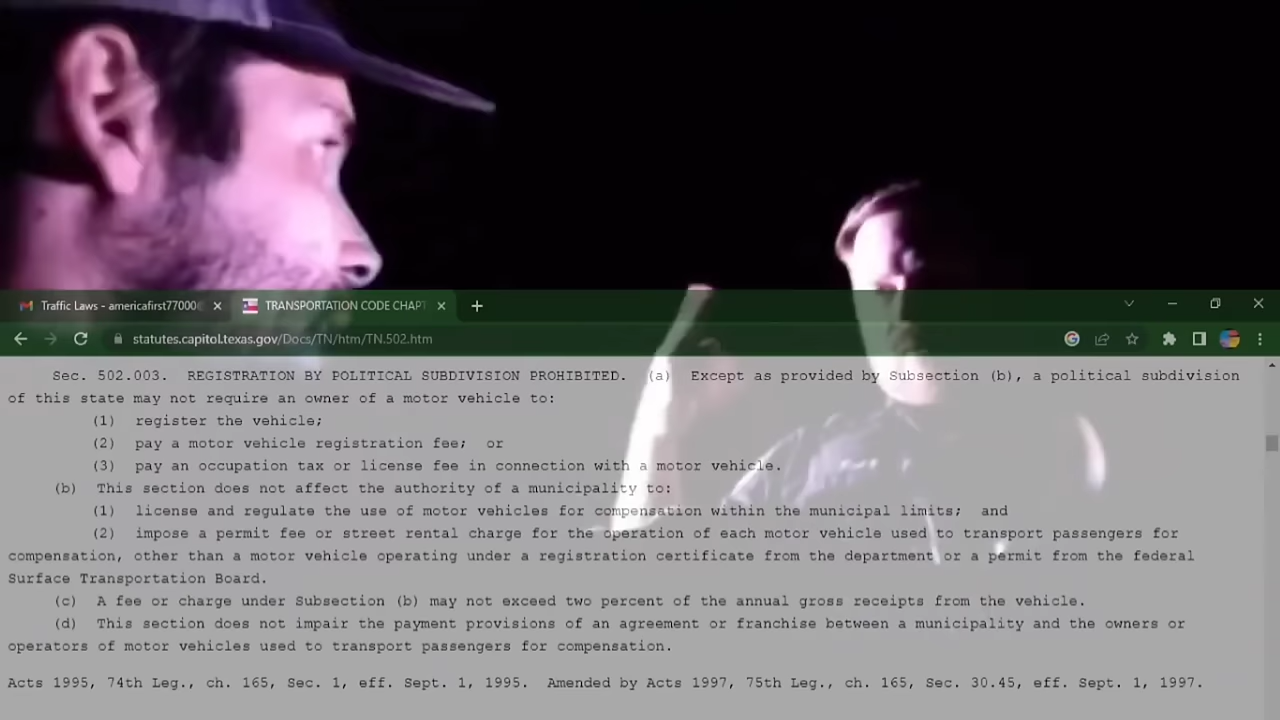 Traffic Laws - americafirst77000
TRANSPORTATION CODE CHAPT
statutes.capitol.texas.gov/Docs/TN/htm/TN.502.htm
Sec. 502.003. REGISTRATION BY POLITICAL SUBDIVISION PROHIBITED. (a) Except as provided by Subsection (b), a political subdivision
of this state may not require an owner of a motor vehicle to:
(1) register the vehicle;
(2) pay a motor vehicle registration fee; or
(3) pay an occupation tax or license fee in connection with a motor vehicle.
(b) This section does not affect the authority of a municipality to:
(1) license and regulate the use of motor vehicles for compensation within the municipal limits; and
(2) impose a permit fee or street rental charge for the operation of each motor vehicle used to transport passengers for
compensation, other than a motor vehicle operating under a registration certificate from the department or a permit from the federal
Surface Transportation Board.
(c) A fee or charge under Subsection (b) may not exceed two percent of the annual gross receipts from the vehicle.
(d) This section does not impair the payment provisions of an agreement or franchise between a municipality and the owners or
operators of motor vehicles used to transport passengers for compensation.
Acts 1995, 74th Leg., ch. 165, Sec. 1, eff. Sept. 1, 1995. Amended by Acts 1997, 75th Leg., ch. 165, Sec. 30.45, eff. Sept. 1, 1997.